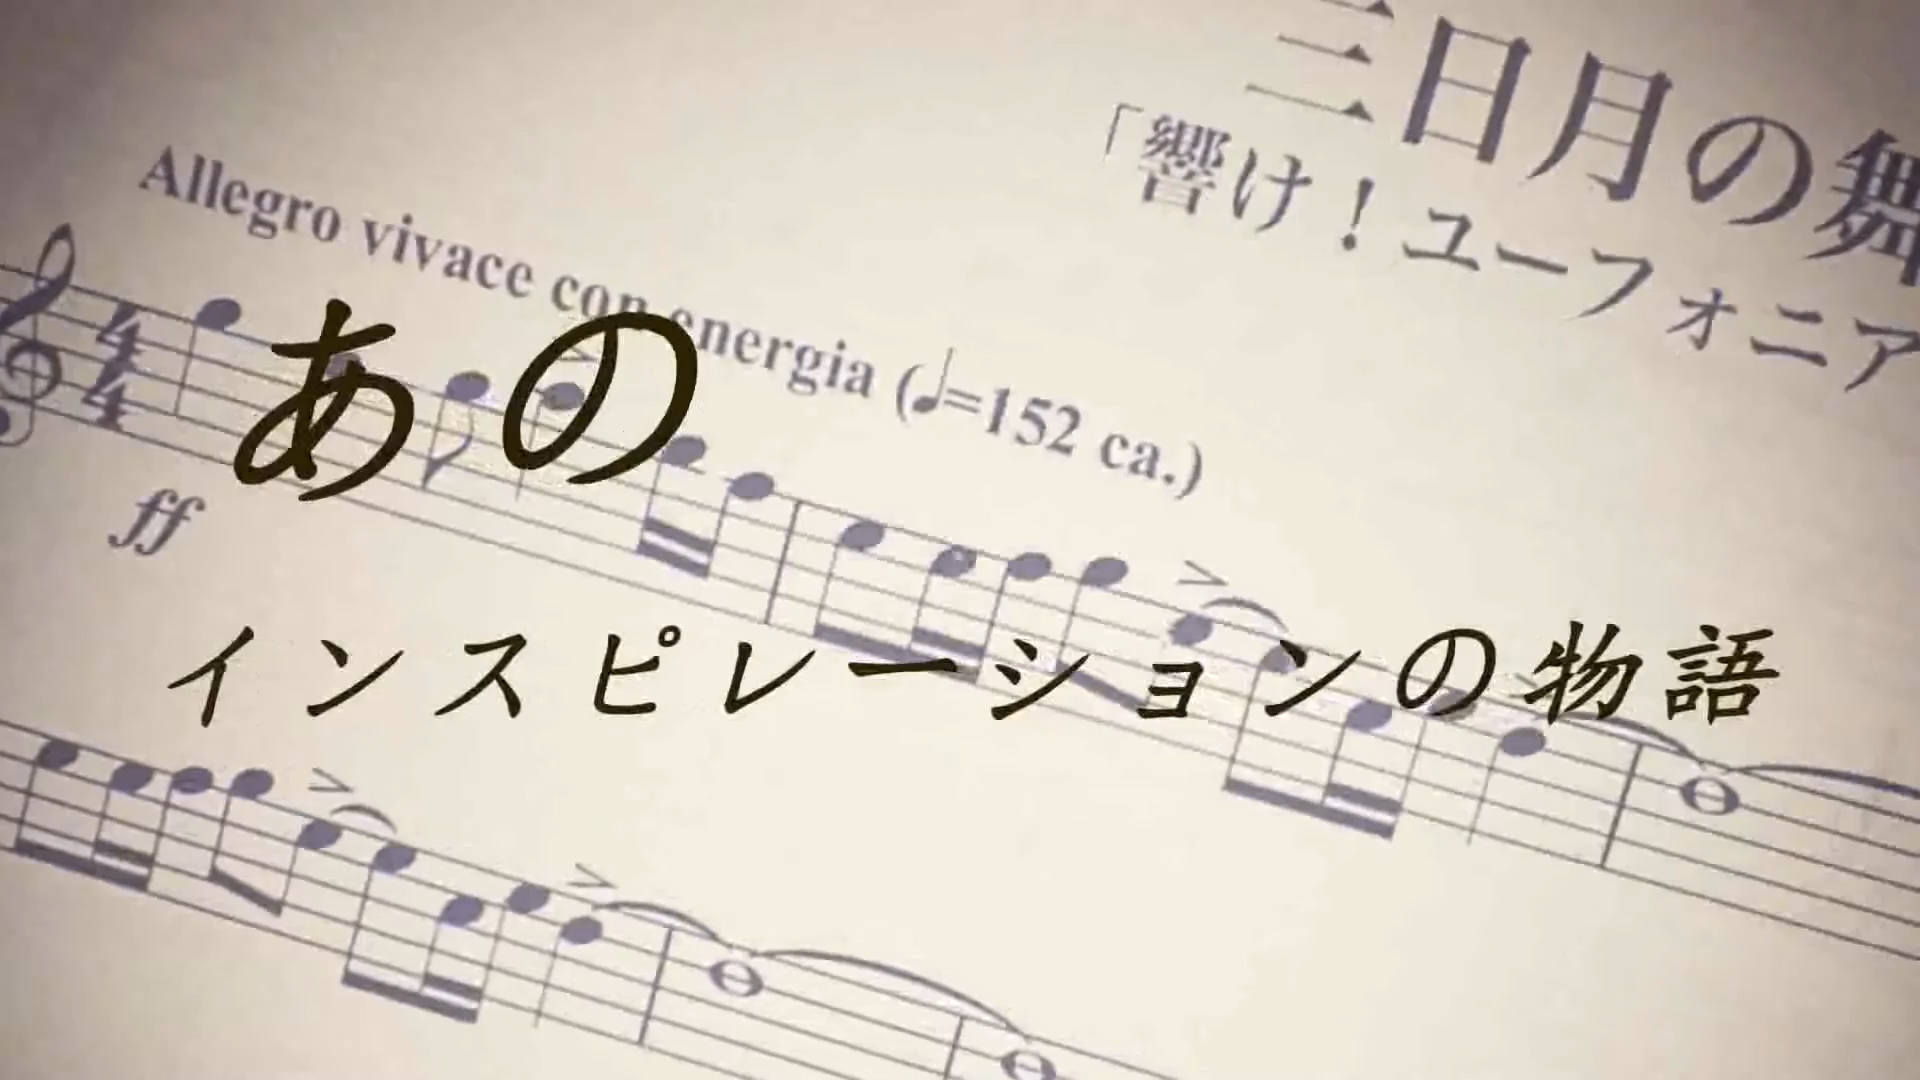 三日月の舞
「響け！ユーフォニア
Allegro vivace con energia (♩=152 ca.)
あの
ff
インスピレーションの物語